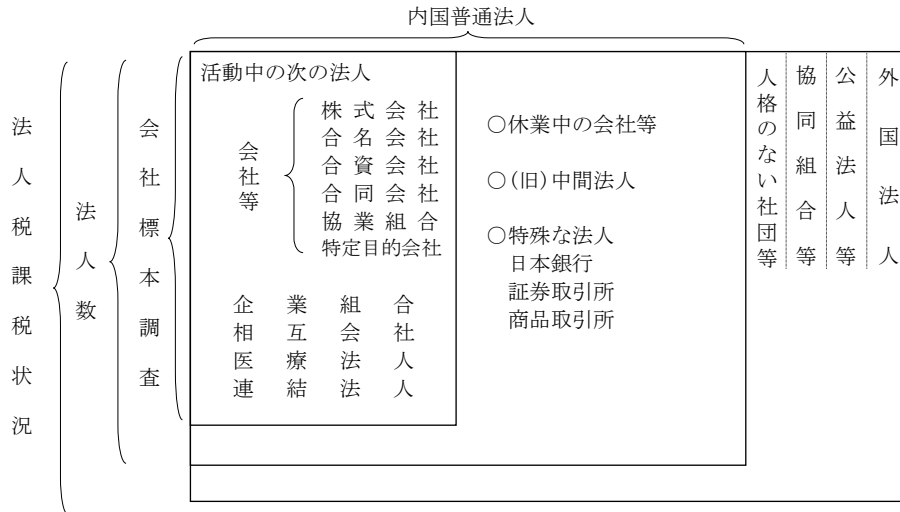 内国普通法人
法人税課税状況
法人数
会社標本調査
活動中の次の法人
会社等
株式会社
合名会社
合資会社
合同会社
協業組合
特定目的会社
企業組合
相互会社
医療法人
連結法人
○休業中の会社等
○(旧)中間法人
○特殊な法人
日本銀行
証券取引所
商品取引所
人格のない社団等
協同組合等
公益法人等
外国法人